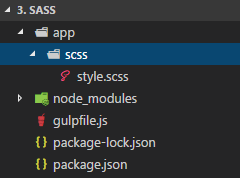 3. SASS
app
scss
style.scss
node_modules
gulpfile.js
package-lock.json
package.json